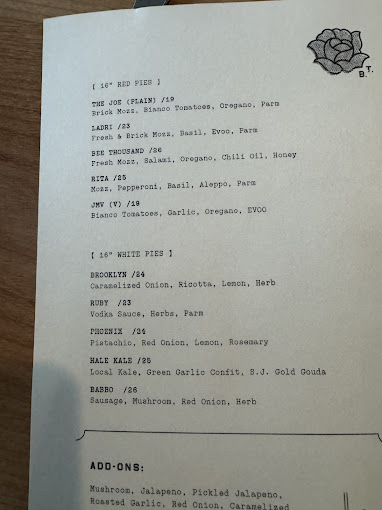 B.T.
[ 16" RED PIES ]
THE JOE (PLAIN) /19
Brick Mozz, Bianco Tomatoes, Oregano, Parm
LADRI /23
Fresh & Brick Mozz, Basil, Evoo, Parm
BEE THOUSAND /26
Fresh Mozz, Salami, Oregano, Chili Oil, Honey
RITA /25
Mozz, Pepperoni, Basil, Aleppo, Parm
JMV (V) /19
Bianco Tomatoes, Garlic, Oregano, EVOO
[ 16" WHITE PIES ]
BROOKLYN /24
Caramelized Onion, Ricotta, Lemon, Herb
RUBY /23
Vodka Sauce, Herbs, Parm
PHOENIX /24
Pistachio, Red Onion, Lemon, Rosemary
HALE KALE /25
Local Kale, Green Garlic Confit, S.J. Gold Gouda
BABBO /26
Sausage, Mushroom, Red Onion, Herb
ADD-ONS:
Mushroom, Jalapeno, Pickled Jalapeno,
Roasted Garlic, Red Onion, Caramelized